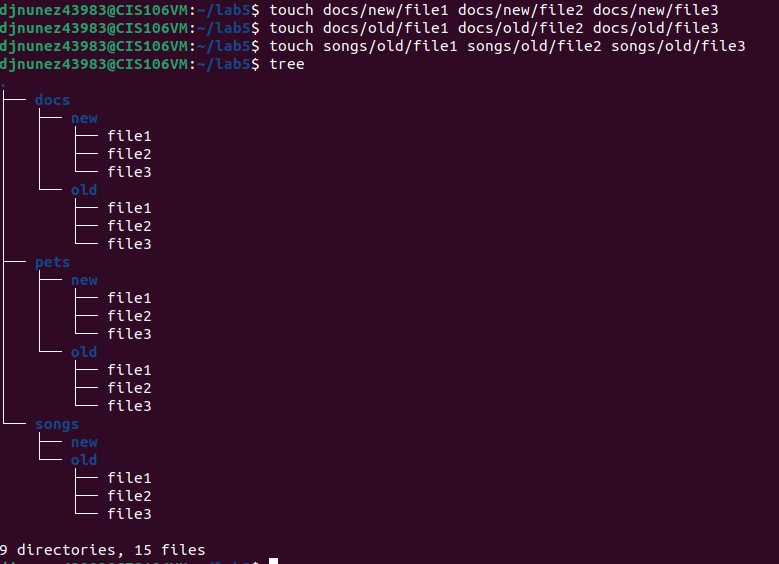 djnunez43983@CIS106VM:~/lab5$ touch docs/new/file1 docs/new/file2 docs/new/file3
djnunez43983@CIS106VM:~/lab5$ touch docs/old/file1 docs/old/file2 docs/old/file3
djnunez43983@CIS106VM:~/lab5$ touch songs/old/file1 songs/old/file2 songs/old/file3
djnunez43983@CIS106VM:~/lab5$ tree
.
├── docs
│   ├── new
│   │   ├── file1
│   │   ├── file2
│   │   └── file3
│   └── old
│       ├── file1
│       ├── file2
│       └── file3
├── pets
│   ├── new
│   │   ├── file1
│   │   ├── file2
│   │   └── file3
│   └── old
│       ├── file1
│       ├── file2
│       └── file3
└── songs
    ├── new
    └── old
        ├── file1
        ├── file2
        └── file3
9 directories, 15 files
djnunez43983@CIS106VM:~/lab5$